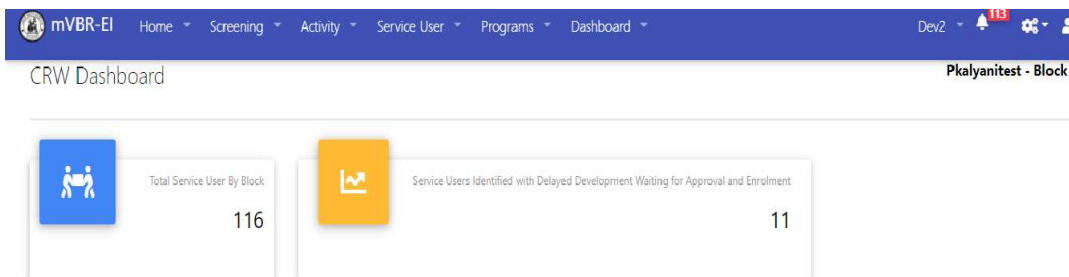 113
mVBR-EI Home Screening Activity Service User Programs Dashboard Dev2
CRW Dashboard Pkalyanitest - Block
Total Service User By Block Service Users Identified with Delayed Development Waiting for Approval and Enrolment
116 11